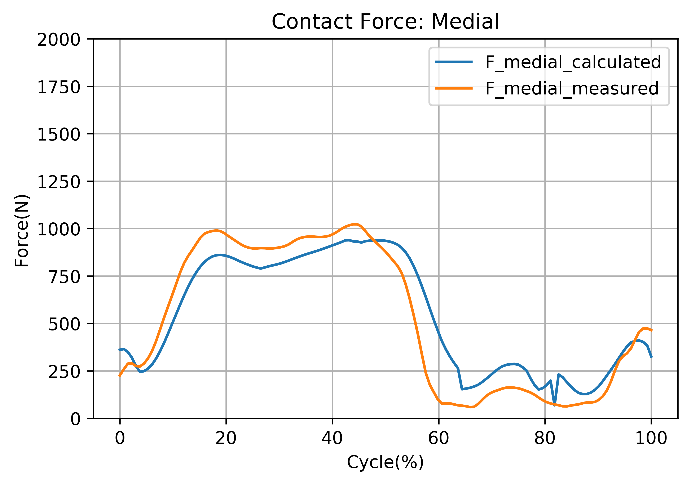 Contact Force: Medial
F_medial_calculated
F_medial_measured
Force(N)
2000
1750
1500
1250
1000
750
500
250
0
0 20 40 60 80 100
Cycle(%)